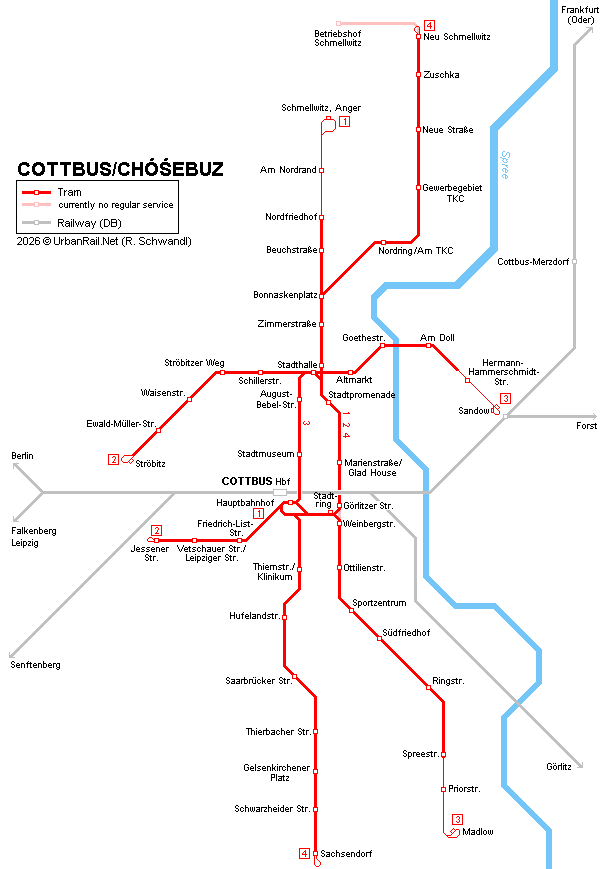 Frankfurt
(Oder)
4
Betriebshof
Schmellwitz
Neu Schmellwitz
Zuschka
Schmellwitz, Anger
1
Neue Straße
Spree
COTTBUS/CHÓŚEBUZ
Tram
currently no regular service
Railway (DB)
2026 © UrbanRail.Net (R. Schwandl)
Am Nordrand
Gewerbegebiet
TKC
Nordfriedhof
Beuchstraße
Nordring/Am TKC
Cottbus-Merzdorf
Bonnaskenplatz
Zimmerstraße
Goethestr.
Am Doll
Ströbitzer Weg
Stadthalle
Hermann-
Hammerschmidt-
Str.
Schillerstr.
Altmarkt
Waisenstr.
August-
Bebel-Str.
Stadtpromenade
3
Sandow
Forst
Ewald-Müller-Str.
3
1
2
4
2
Ströbitz
Stadtmuseum
Marienstraße/
Glad House
Berlin
COTTBUS Hbf
Hauptbahnhof
Stadt-
ring
Görlitzer Str.
1
Weinbergstr.
Falkenberg
Leipzig
2
Friedrich-List-
Str.
Jessener
Str.
Vetschauer Str./
Leipziger Str.
Thiemstr./
Klinikum
Ottilienstr.
Hufelandstr.
Sportzentrum
Südfriedhof
Senftenberg
Saarbrücker Str.
Ringstr.
Thierbacher Str.
Spreestr.
Görlitz
Gelsenkirchener
Platz
Priorstr.
Schwarzheider Str.
3
Madlow
4
Sachsendorf